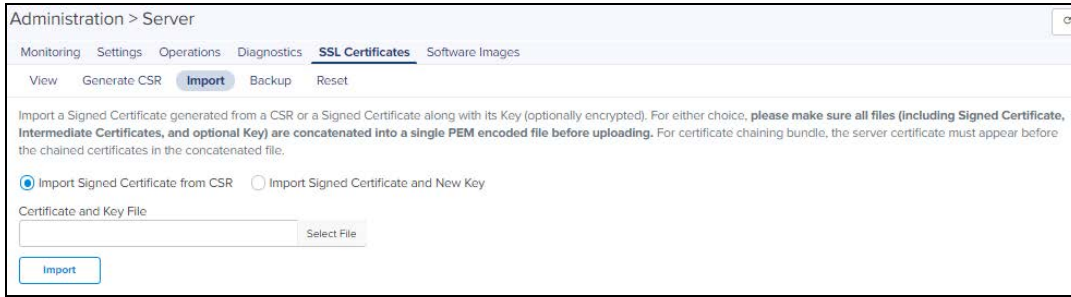 Administration > Server
Monitoring Settings Operations Diagnostics SSL Certificates Software Images
View Generate CSR Import Backup Reset
Import a Signed Certificate generated from a CSR or a Signed Certificate along with its Key (optionally encrypted). For either choice, please make sure all files (including Signed Certificate,
Intermediate Certificates, and optional Key) are concatenated into a single PEM encoded file before uploading. For certificate chaining bundle, the server certificate must appear before
the chained certificates in the concatenated file.
Import Signed Certificate from CSR Import Signed Certificate and New Key
Certificate and Key File
Select File
Import